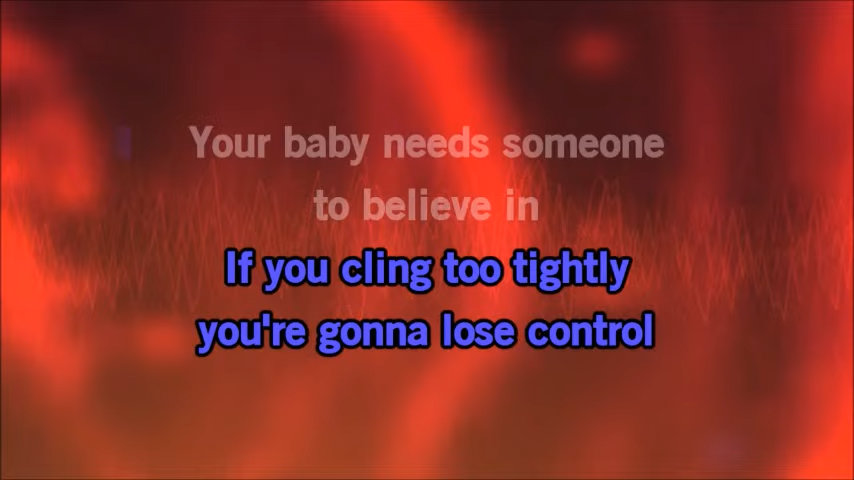 Your baby needs someone
to believe in
If you cling too tightly
you're gonna lose control